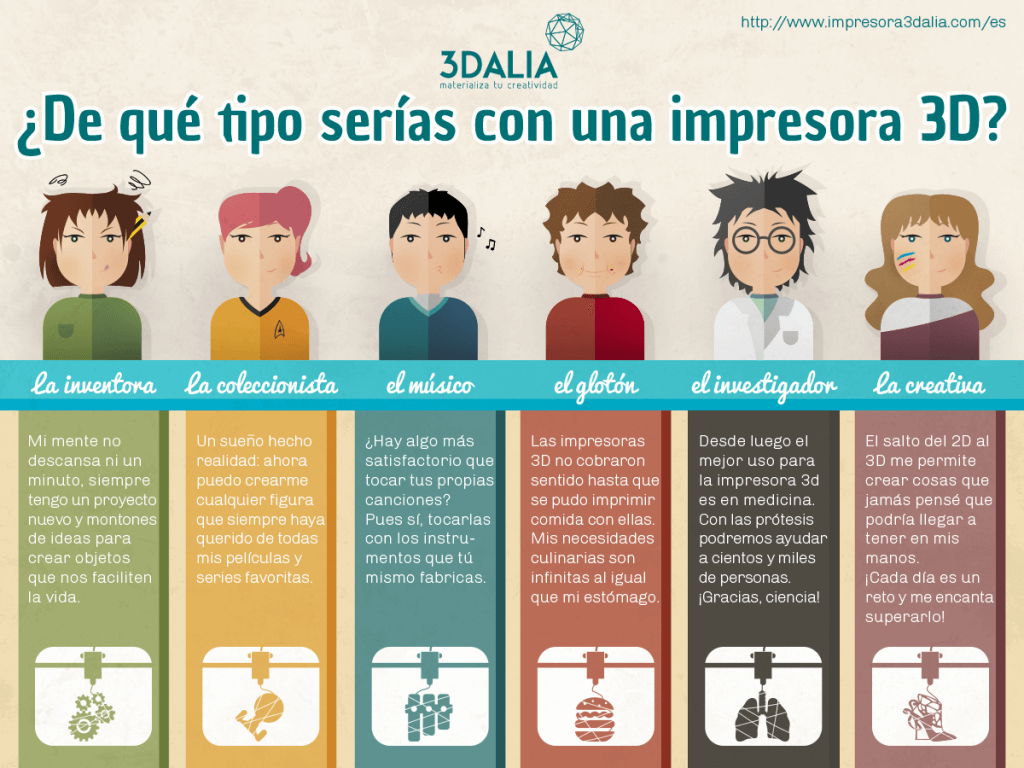 http://www.impresora3dalia.com/es
3DALIA
materializa tu creatividad
¿De qué tipo serías con una impresora 3D?
La inventora
Mi mente no
descansa ni un
minuto, siempre
tengo un proyecto
nuevo y montones
de ideas para
crear objetos
que nos faciliten
la vida.
La coleccionista
Un sueño hecho
realidad: ahora
puedo crearme
cualquier figura
que siempre haya
querido de todas
mis películas y
series favoritas.
el músico
¿Hay algo más
satisfactorio que
tocar tus propias
canciones?
Pues sí, tocarlas
con los instru-
mentos que tú
mismo fabricas.
el glotón
Las impresoras
3D no cobraron
sentido hasta que
se pudo imprimir
comida con ellas.
Mis necesidades
culinarias son
infinitas al igual
que mi estómago.
el investigador
Desde luego el
mejor uso para
la impresora 3d
es en medicina.
Con las prótesis
podremos ayudar
a cientos y miles
de personas.
¡Gracias, ciencia!
La creativa
El salto del 2D al
3D me permite
crear cosas que
jamás pensé que
podría llegar a
tener en mis
manos.
¡Cada día es un
reto y me encanta
superarlo!